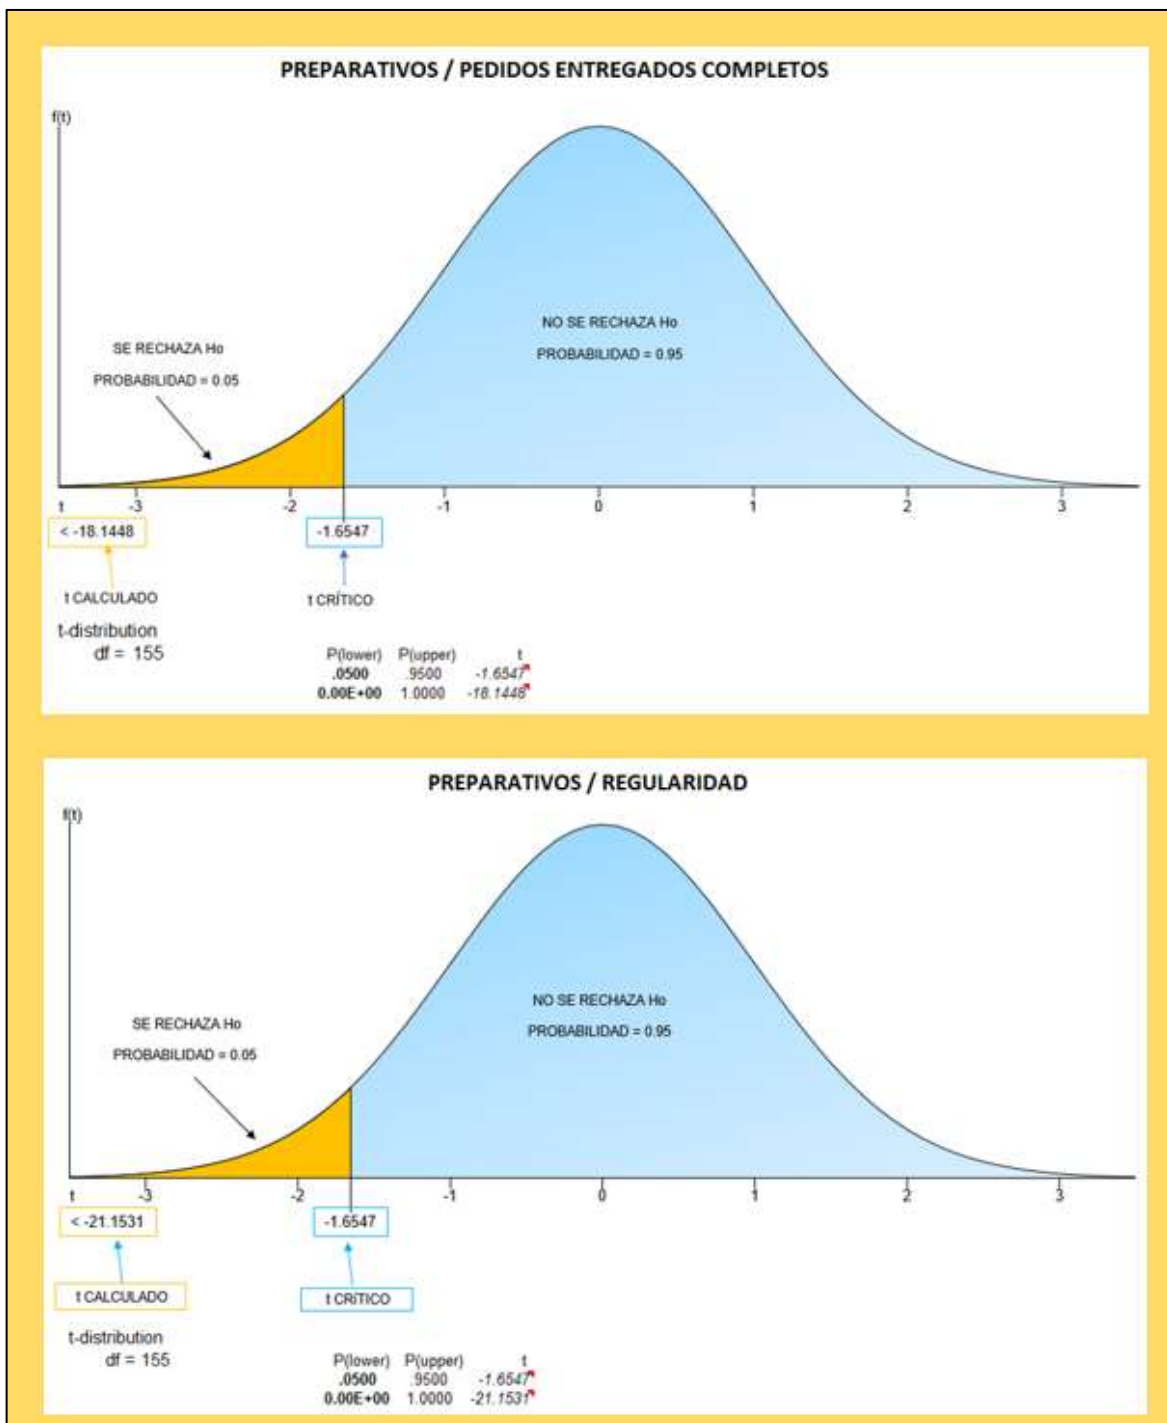 PREPARATIVOS / PEDIDOS ENTREGADOS COMPLETOS
f(t)
NO SE RECHAZA Ho
PROBABILIDAD = 0.95
SE RECHAZA Ho
PROBABILIDAD = 0.05
t -3 -2 -1 0 1 2 3
< -18.1448 -1.6547
t CALCULADO t CRÍTICO
t-distribution
df = 155
P(lower) P(upper) t
.0500 .9500 -1.6547
0.00E+00 1.0000 -18.1448
PREPARATIVOS / REGULARIDAD
f(t)
NO SE RECHAZA Ho
PROBABILIDAD = 0.95
SE RECHAZA Ho
PROBABILIDAD = 0.05
t -3 -2 -1 0 1 2 3
< -21.1531 -1.6547
t CALCULADO t CRÍTICO
t-distribution
df = 155
P(lower) P(upper) t
.0500 .9500 -1.6547
0.00E+00 1.0000 -21.1531